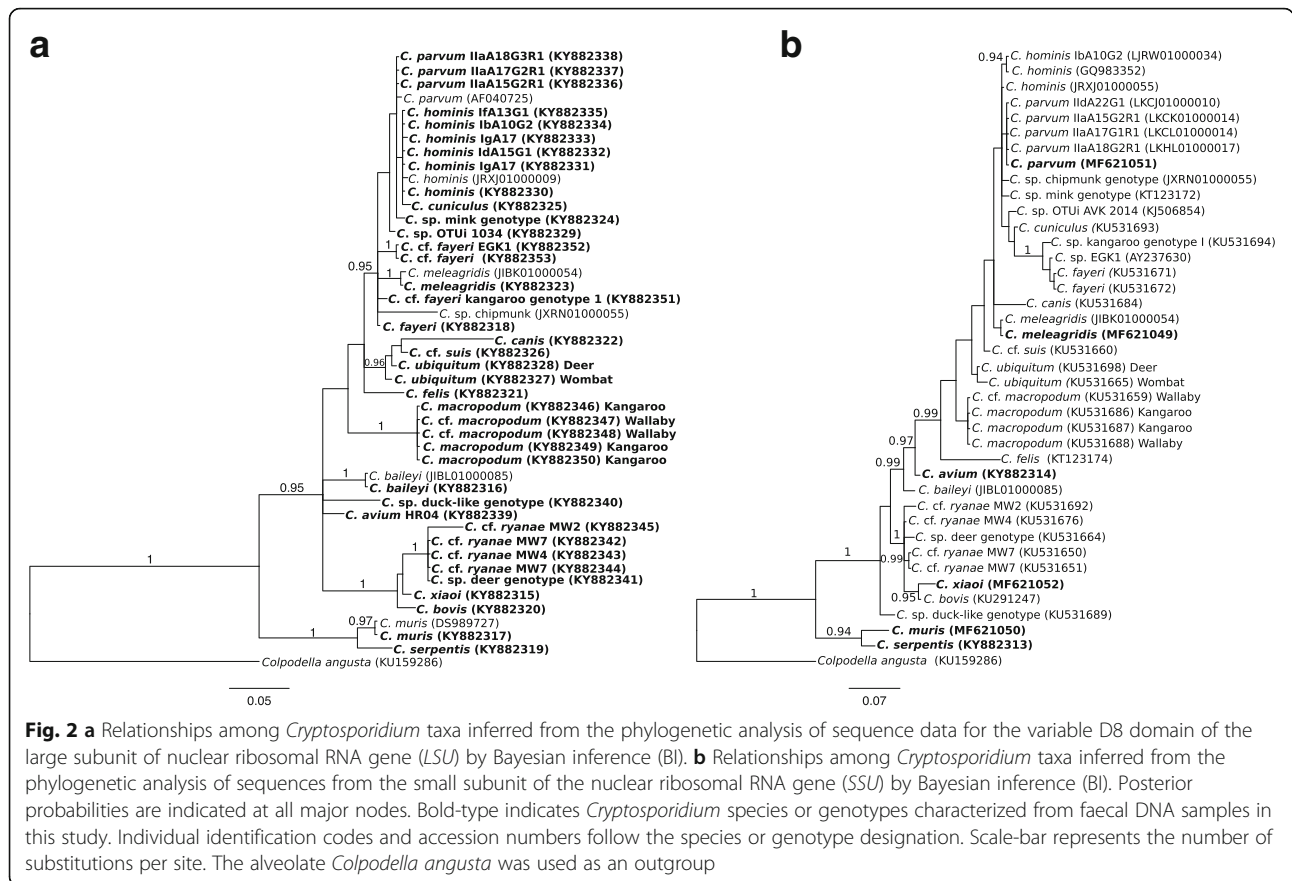 a
C. parvum IIaA18G3R1 (KY882338)
C. parvum IIaA17G2R1 (KY882337)
C. parvum IIaA15G2R1 (KY882336)
C. parvum (AF040725)
C. hominis IfA13G1 (KY882335)
C. hominis IbA10G2 (KY882334)
C. hominis IgA17 (KY882333)
C. hominis IdA15G1 (KY882332)
C. hominis IgA17 (KY882331)
C. hominis (JRXJ01000009)
C. hominis (KY882330)
C. cuniculus (KY882325)
C. sp. mink genotype (KY882324)
C. sp. OTUi 1034 (KY882329)
1
C. cf. fayeri EGK1 (KY882352)
C. cf. fayeri (KY882353)
0.95
1
C. meleagridis (JIBK01000054)
C. meleagridis (KY882323)
C. cf. fayeri kangaroo genotype 1 (KY882351)
C. sp. chipmunk (JXRN01000055)
C. fayeri (KY882318)
C. canis (KY882322)
C. cf. suis (KY882326)
0.96
C. ubiquitum (KY882328) Deer
C. ubiquitum (KY882327) Wombat
C. felis (KY882321)
C. macropodum (KY882346) Kangaroo
C. cf. macropodum (KY882347) Wallaby
1
C. cf. macropodum (KY882348) Wallaby
C. macropodum (KY882349) Kangaroo
C. macropodum (KY882350) Kangaroo
1
C. baileyi (JIBL01000085)
C. baileyi (KY882316)
0.95
C. sp. duck-like genotype (KY882340)
C. avium HR04 (KY882339)
C. cf. ryanae MW2 (KY882345)
C. cf. ryanae MW7 (KY882342)
1
C. cf. ryanae MW4 (KY882343)
C. cf. ryanae MW7 (KY882344)
1
C. sp. deer genotype (KY882341)
1
C. xiaoi (KY882315)
C. bovis (KY882320)
0.97
C. muris (DS989727)
1
C. muris (KY882317)
C. serpentis (KY882319)
Colpodella angusta (KU159286)
0.05
b
0.94
C. hominis IbA10G2 (LJRW01000034)
C. hominis (GQ983352)
C. hominis (JRXJ01000055)
C. parvum IIdA22G1 (LKCJ01000010)
C. parvum IIaA15G2R1 (LKCK01000014)
C. parvum IIaA17G1R1 (LKCL01000014)
C. parvum IIaA18G2R1 (LKHL01000017)
C. parvum (MF621051)
C. sp. chipmunk genotype (JXRN01000055)
C. sp. mink genotype (KT123172)
C. sp. OTUi AVK 2014 (KJ506854)
C. cuniculus (KU531693)
C. sp. kangaroo genotype I (KU531694)
1
C. sp. EGK1 (AY237630)
C. fayeri (KU531671)
C. fayeri (KU531672)
C. canis (KU531684)
C. meleagridis (JIBK01000054)
C. meleagridis (MF621049)
C. cf. suis (KU531660)
C. ubiquitum (KU531698) Deer
C. ubiquitum (KU531665) Wombat
C. cf. macropodum (KU531659) Wallaby
0.99
C. macropodum (KU531686) Kangaroo
C. macropodum (KU531687) Kangaroo
C. macropodum (KU531688) Wallaby
0.97
C. felis (KT123174)
0.99
C. avium (KY882314)
C. baileyi (JIBL01000085)
C. cf. ryanae MW2 (KU531692)
C. cf. ryanae MW4 (KU531676)
1
C. sp. deer genotype (KU531664)
1
0.99
C. cf. ryanae MW7 (KU531650)
C. cf. ryanae MW7 (KU531651)
C. xiaoi (MF621052)
1
0.95
C. bovis (KU291247)
C. sp. duck-like genotype (KU531689)
0.94
C. muris (MF621050)
C. serpentis (KY882313)
Colpodella angusta (KU159286)
0.07
Fig. 2 a Relationships among Cryptosporidium taxa inferred from the phylogenetic analysis of sequence data for the variable D8 domain of the
large subunit of nuclear ribosomal RNA gene (LSU) by Bayesian inference (BI). b Relationships among Cryptosporidium taxa inferred from the
phylogenetic analysis of sequences from the small subunit of the nuclear ribosomal RNA gene (SSU) by Bayesian inference (BI). Posterior
probabilities are indicated at all major nodes. Bold-type indicates Cryptosporidium species or genotypes characterized from faecal DNA samples in
this study. Individual identification codes and accession numbers follow the species or genotype designation. Scale-bar represents the number of
substitutions per site. The alveolate Colpodella angusta was used as an outgroup